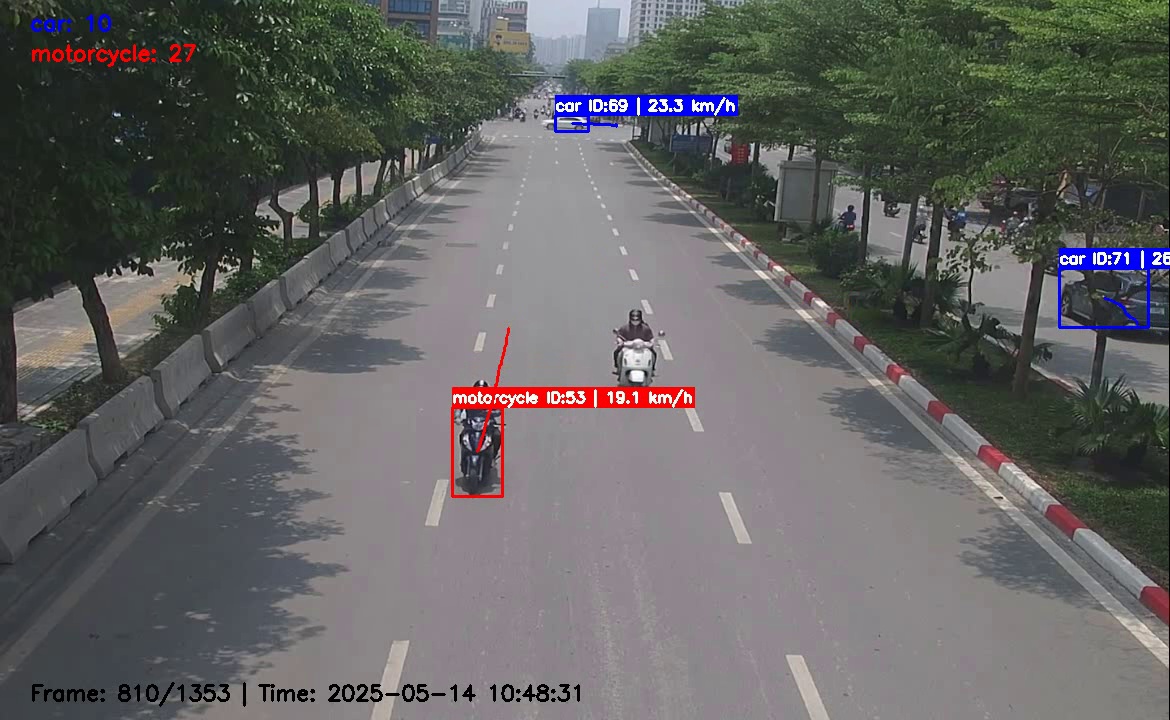 car: 10
motorcycle: 27
car ID:69 | 23.3 km/h
car ID:71 | 26
motorcycle ID:53 | 19.1 km/h
Frame: 810/1353 | Time: 2025-05-14 10:48:31